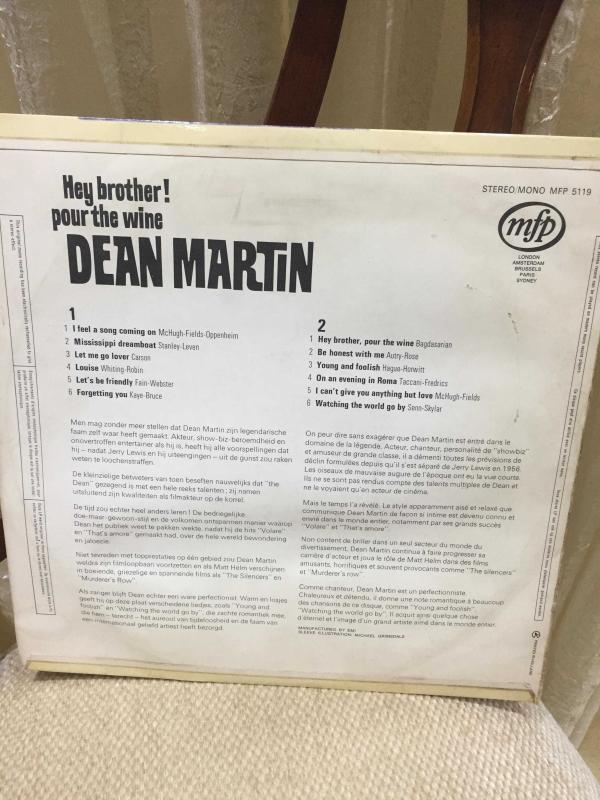 Hey brother!
pour the wine
DEAN MARTIN
STEREO/MONO MFP 5119
mfp
LONDON
AMSTERDAM
BRUSSELS
PARIS
SYDNEY
1
1 I feel a song coming on McHugh-Fields-Oppenheim
2 Mississippi dreamboat Stanley-Leven
3 Let me go lover Carson
4 Louise Whiting-Robin
5 Let's be friendly Fain-Webster
6 Forgetting you Kaye-Bruce
2
1 Hey brother, pour the wine Bagdasarian
2 Be honest with me Autry-Rose
3 Young and foolish Hague-Horwitt
4 On an evening in Roma Taccani-Fredrics
5 I can't give you anything but love McHugh-Fields
6 Watching the world go by Senn-Skylar
Men mag zonder meer stellen dat Dean Martin zijn legendarische
faam zelf waar heeft gemaakt. Akteur, show-biz-beroemdheid en
onovertroffen entertainer als hij is, heeft hij alle voorspellingen dat
hij – nadat Jerry Lewis en hij uiteengingen – uit de gunst zou raken
weten te loochenstraffen.
De kleinzielige betweters van toen beseften nauwelijks dat "the
Dean" gezegend is met een hele reeks talenten; zij namen
uitsluitend zijn kwaliteiten als filmakteur op de korrel.
De tijd zou echter heel anders leren! De bedriegelijke
doe-maar-gewoon-stijl en de volkomen ontspannen manier waarop
Dean het publiek weet te pakken wekte, nadat hij de hits "Volare"
en "That's amore" gemaakt had, over de hele wereld bewondering
en jaloezie.
Niet tevreden met topprestaties op één gebied zou Dean Martin
weldra zijn filmloopbaan voortzetten en als Matt Helm verschijnen
in boeiende, griezelige en spannende films als "The Silencers" en
"Murderer's Row".
Als zanger blijft Dean echter een ware perfectionist. Warm en losjes
geeft hij op deze plaat verschillende liedjes, zoals "Young and
foolish" en "Watching the world go by", die zachte romantiek mee,
die hem – terecht – het aureool van tijdeloosheid en de faam van
een internationaal geliefd artiest heeft bezorgd.
On peut dire sans exagérer que Dean Martin est entré dans le
domaine de la légende. Acteur, chanteur, personalité de "showbiz"
et amuseur de grande classe, il a démenti toutes les prévisions de
déclin formulées depuis qu'il s'est séparé de Jerry Lewis en 1956.
Les oiseaux de mauvaise augure de l'époque ont eu la vue courte.
Ils ne se sont pas rendus compte des talents multiples de Dean et
ne le voyaient qu'en acteur de cinéma.
Mais le temps l'a révélé. Le style apparamment aisé et relaxé que
communique Dean Martin de façon si intime est devenu connu et
envié dans le monde entier, notamment par ses grands succès
"Volare" et "That's amore".
Non content de briller dans un seul secteur du monde du
divertissement, Dean Martin continue à faire progresser sa
carrière d'acteur et joue le rôle de Matt Helm dans des films
amusants, horrifiques et souvent provocants comme "The Silencers"
et "Murderer's row".
Comme chanteur, Dean Martin est un perfectionniste.
Chaleureux et détendu, il donne une note romantique à beaucoup
des chansons de ce disque, comme "Young and foolish",
"Watching the world go by". Il acquit ainsi quelque chose
d'éternel et l'image d'un grand artiste aimé dans le monde entier.
MANUFACTURED BY EMI
SLEEVE ILLUSTRATION: MICHAEL GRIMSDALE